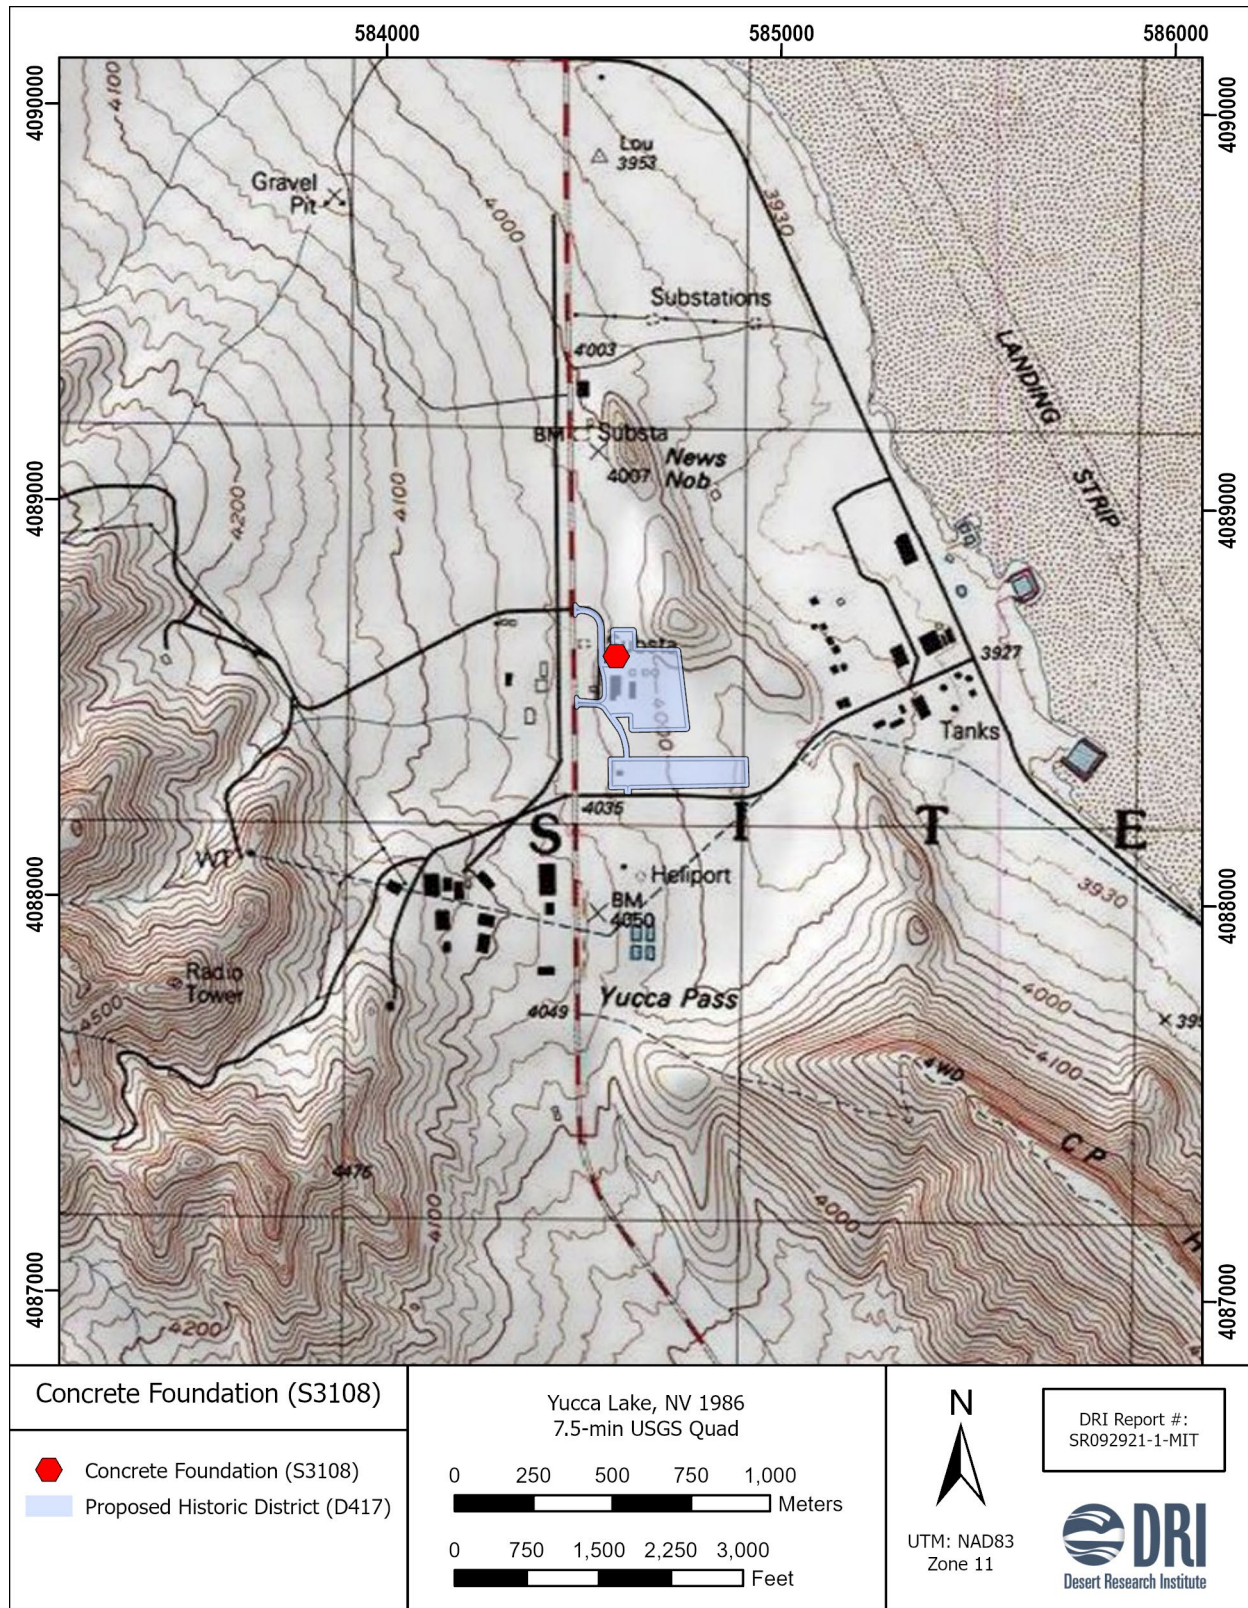 584000
585000
586000
4090000
4090000
4100
Lou
3953
Gravel
Pit
4000
3930
Substations
LANDING
STRIP
4003
BM
Substa
4007
News
Nob
4089000
4089000
4200
4100
Substa
4000
3927
Tanks
4035
S I T E
WT
Heliport
BM
4050
3930
4088000
4088000
Radio
Tower
4500
Yucca Pass
4049
4000
4100
4WD
C P
4476
4100
4000
H
4087000
4087000
4200
Concrete Foundation (S3108)
Concrete Foundation (S3108)
Proposed Historic District (D417)
Yucca Lake, NV 1986
7.5-min USGS Quad
0 250 500 750 1,000
Meters
0 750 1,500 2,250 3,000
Feet
N
UTM: NAD83
Zone 11
DRI Report #:
SR092921-1-MIT
DRI
Desert Research Institute